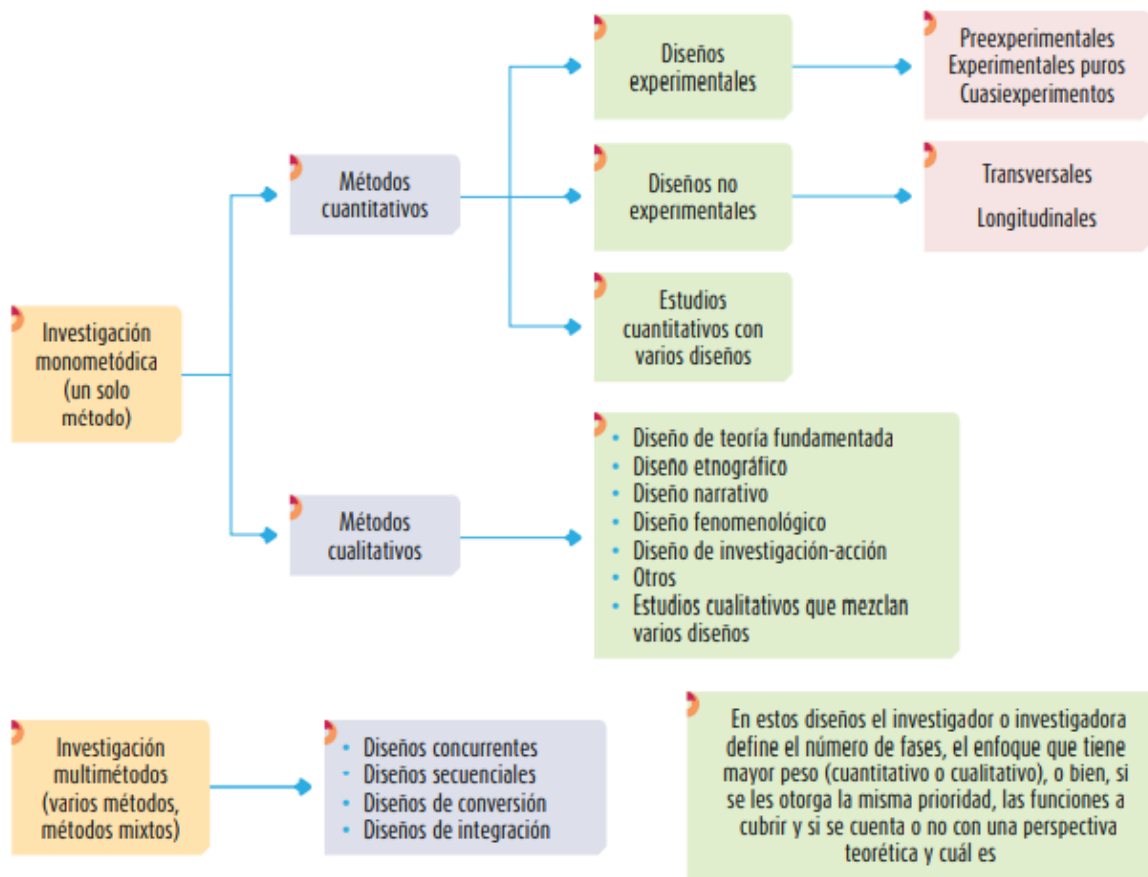 Investigación
monometódica
(un solo
método)
Métodos
cuantitativos
Diseños
experimentales
Preexperimentales
Experimentales puros
Cuasiexperimentos
Diseños no
experimentales
Transversales
Longitudinales
Estudios
cuantitativos con
varios diseños
Métodos
cualitativos
• Diseño de teoría fundamentada
• Diseño etnográfico
• Diseño narrativo
• Diseño fenomenológico
• Diseño de investigación-acción
• Otros
• Estudios cualitativos que mezclan
varios diseños
Investigación
multimétodos
(varios métodos,
métodos mixtos)
• Diseños concurrentes
• Diseños secuenciales
• Diseños de conversión
• Diseños de integración
En estos diseños el investigador o investigadora
define el número de fases, el enfoque que tiene
mayor peso (cuantitativo o cualitativo), o bien, si
se les otorga la misma prioridad, las funciones a
cubrir y si se cuenta o no con una perspectiva
teorética y cuál es